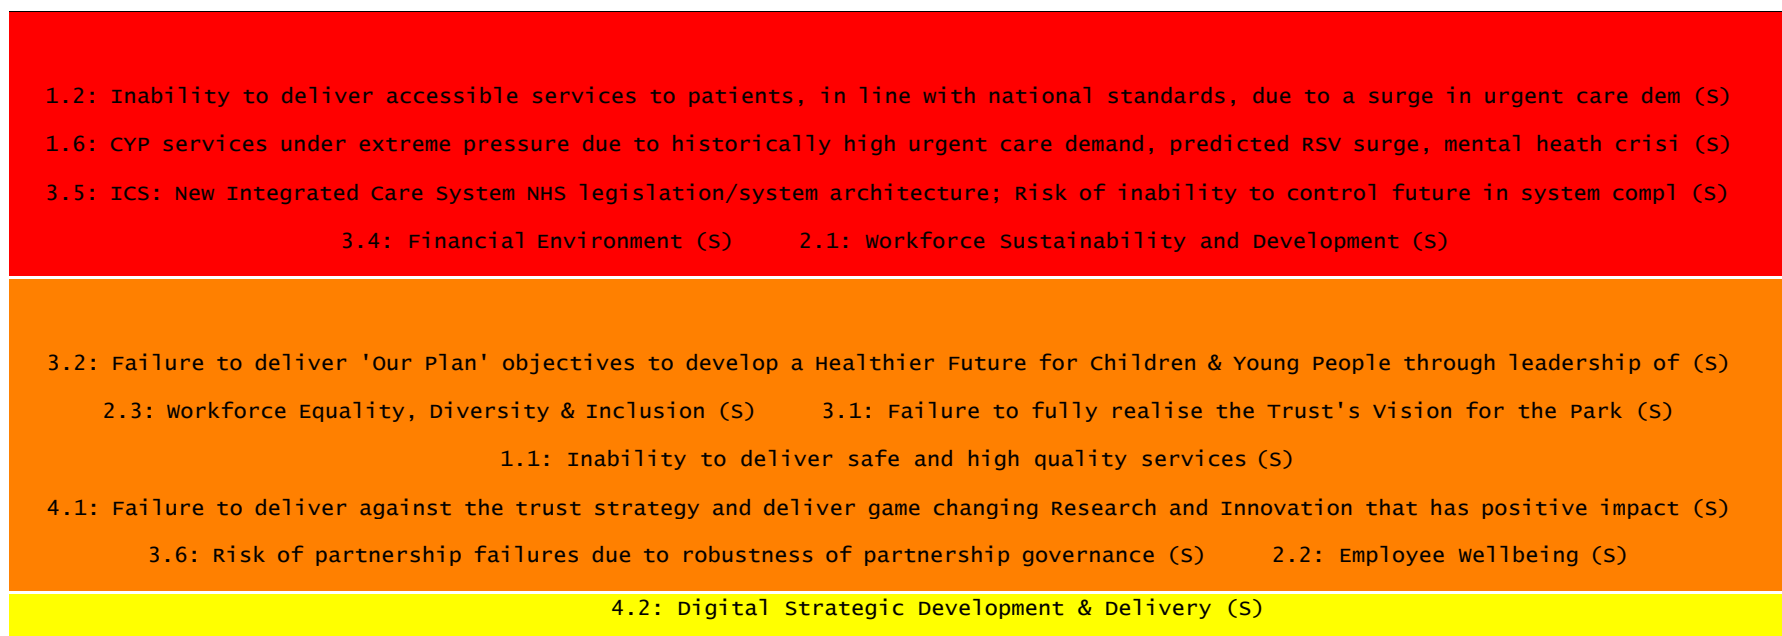 1.2: Inability to deliver accessible services to patients, in line with national standards, due to a surge in urgent care dem (S)
1.6: CYP services under extreme pressure due to historically high urgent care demand, predicted RSV surge, mental heath crisi (S)
3.5: ICS: New Integrated Care System NHS legislation/system architecture; Risk of inability to control future in system compl (S)
3.4: Financial Environment (S) 2.1: Workforce Sustainability and Development (S)
3.2: Failure to deliver 'Our Plan' objectives to develop a Healthier Future for Children & Young People through leadership of (S)
2.3: Workforce Equality, Diversity & Inclusion (S) 3.1: Failure to fully realise the Trust's Vision for the Park (S)
1.1: Inability to deliver safe and high quality services (S)
4.1: Failure to deliver against the trust strategy and deliver game changing Research and Innovation that has positive impact (S)
3.6: Risk of partnership failures due to robustness of partnership governance (S) 2.2: Employee Wellbeing (S)
4.2: Digital Strategic Development & Delivery (S)